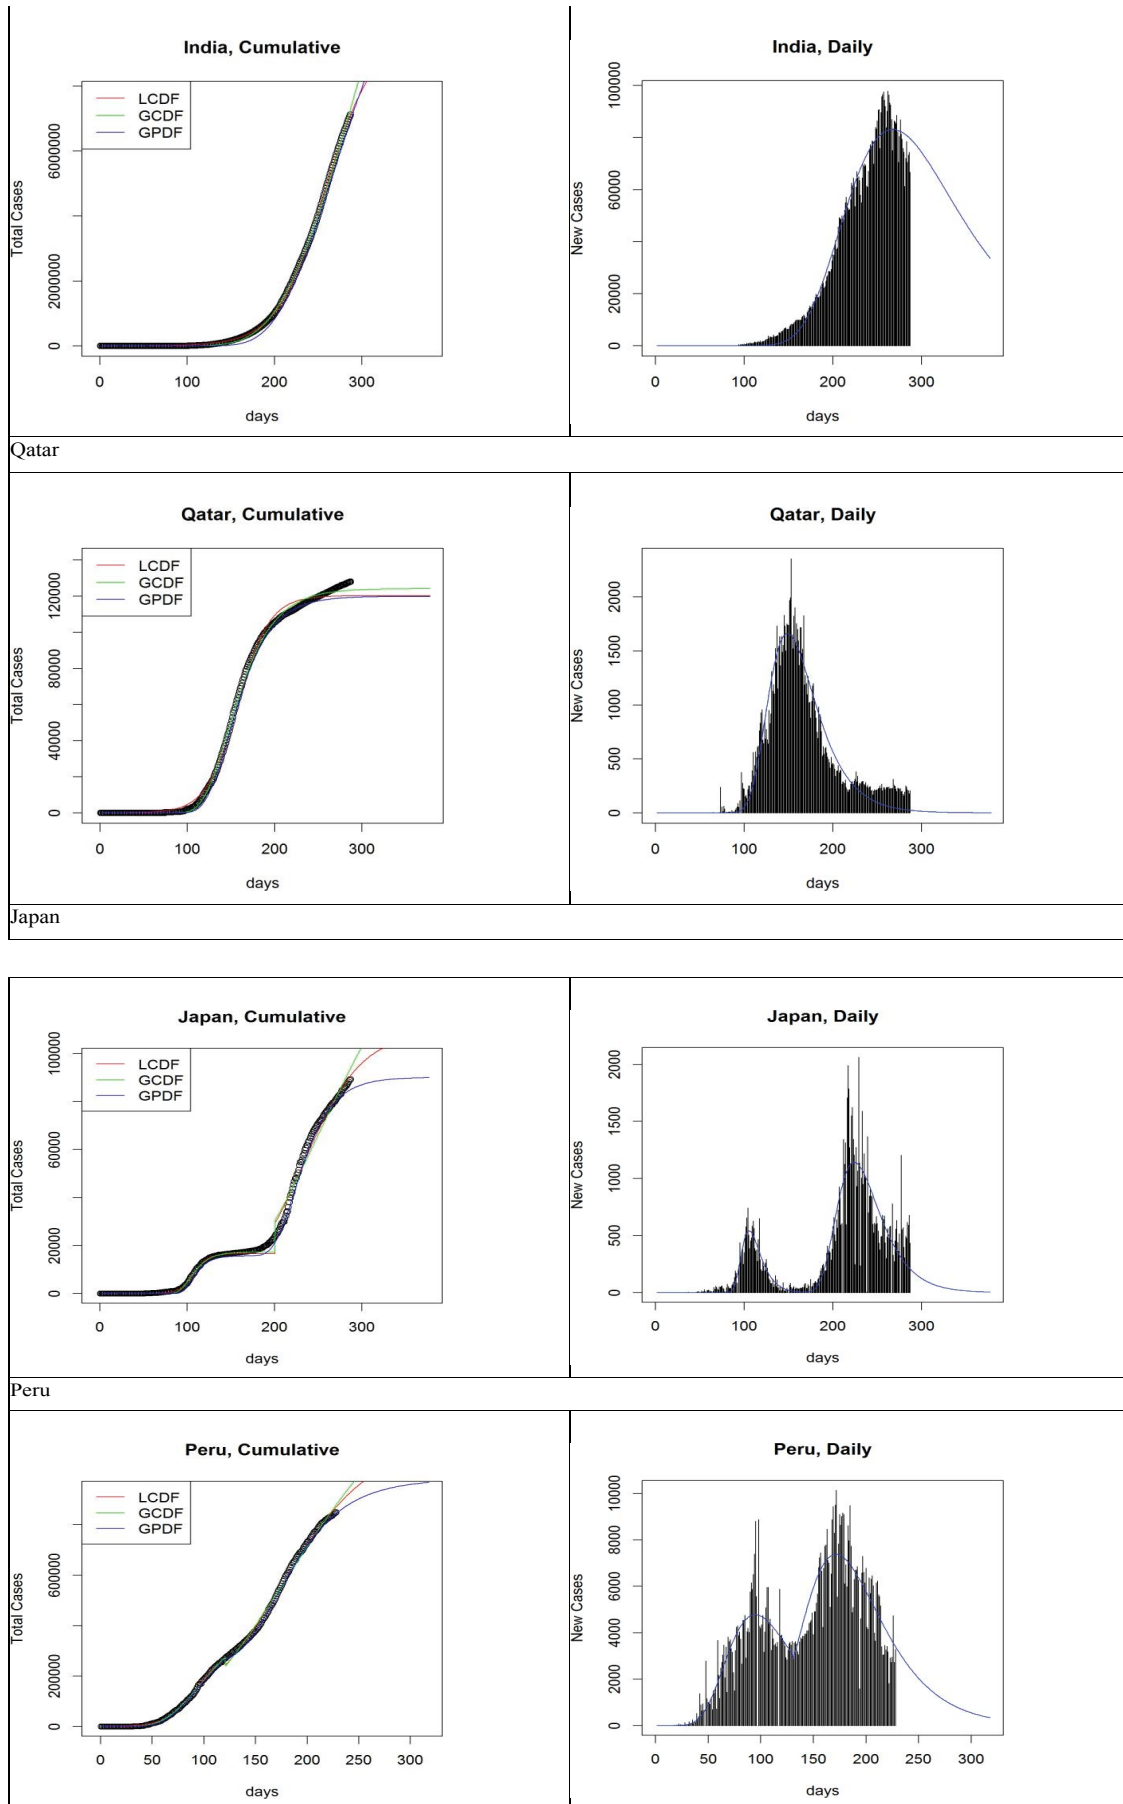 India, Cumulative
LCDF
GCDF
GPDF
Total Cases
0 2000000 6000000
0 100 200 300
days
India, Daily
New Cases
0 20000 60000 100000
0 100 200 300
days
Qatar
Qatar, Cumulative
LCDF
GCDF
GPDF
Total Cases
0 40000 80000 120000
0 100 200 300
days
Qatar, Daily
New Cases
0 500 1000 1500 2000
0 100 200 300
days
Japan
Japan, Cumulative
LCDF
GCDF
GPDF
Total Cases
0 20000 60000 100000
0 100 200 300
days
Japan, Daily
New Cases
0 500 1000 1500 2000
0 100 200 300
days
Peru
Peru, Cumulative
LCDF
GCDF
GPDF
Total Cases
0 200000 600000
0 50 100 150 200 250 300
days
Peru, Daily
New Cases
0 2000 4000 6000 8000 10000
0 50 100 150 200 250 300
days